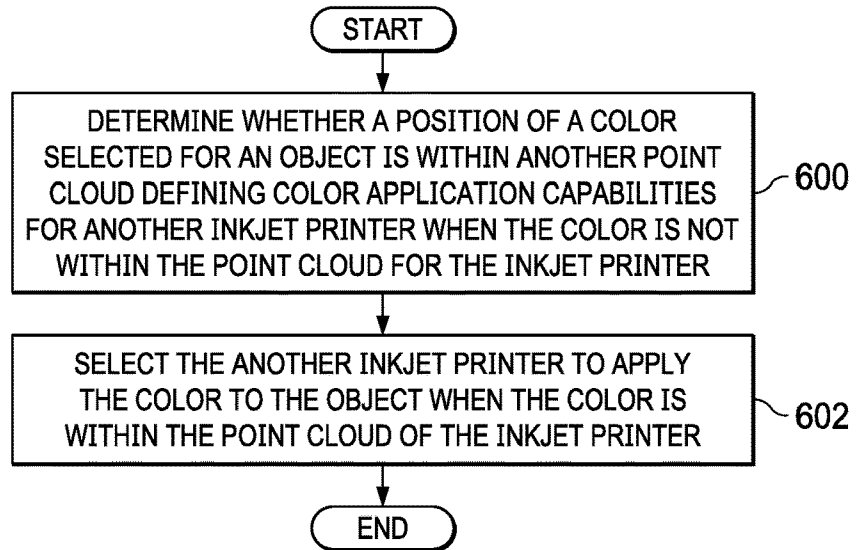 START
DETERMINE WHETHER A POSITION OF A COLOR
SELECTED FOR AN OBJECT IS WITHIN ANOTHER POINT
CLOUD DEFINING COLOR APPLICATION CAPABILITIES
FOR ANOTHER INKJET PRINTER WHEN THE COLOR IS NOT
WITHIN THE POINT CLOUD FOR THE INKJET PRINTER
600
SELECT THE ANOTHER INKJET PRINTER TO APPLY
THE COLOR TO THE OBJECT WHEN THE COLOR IS
WITHIN THE POINT CLOUD OF THE INKJET PRINTER
602
END